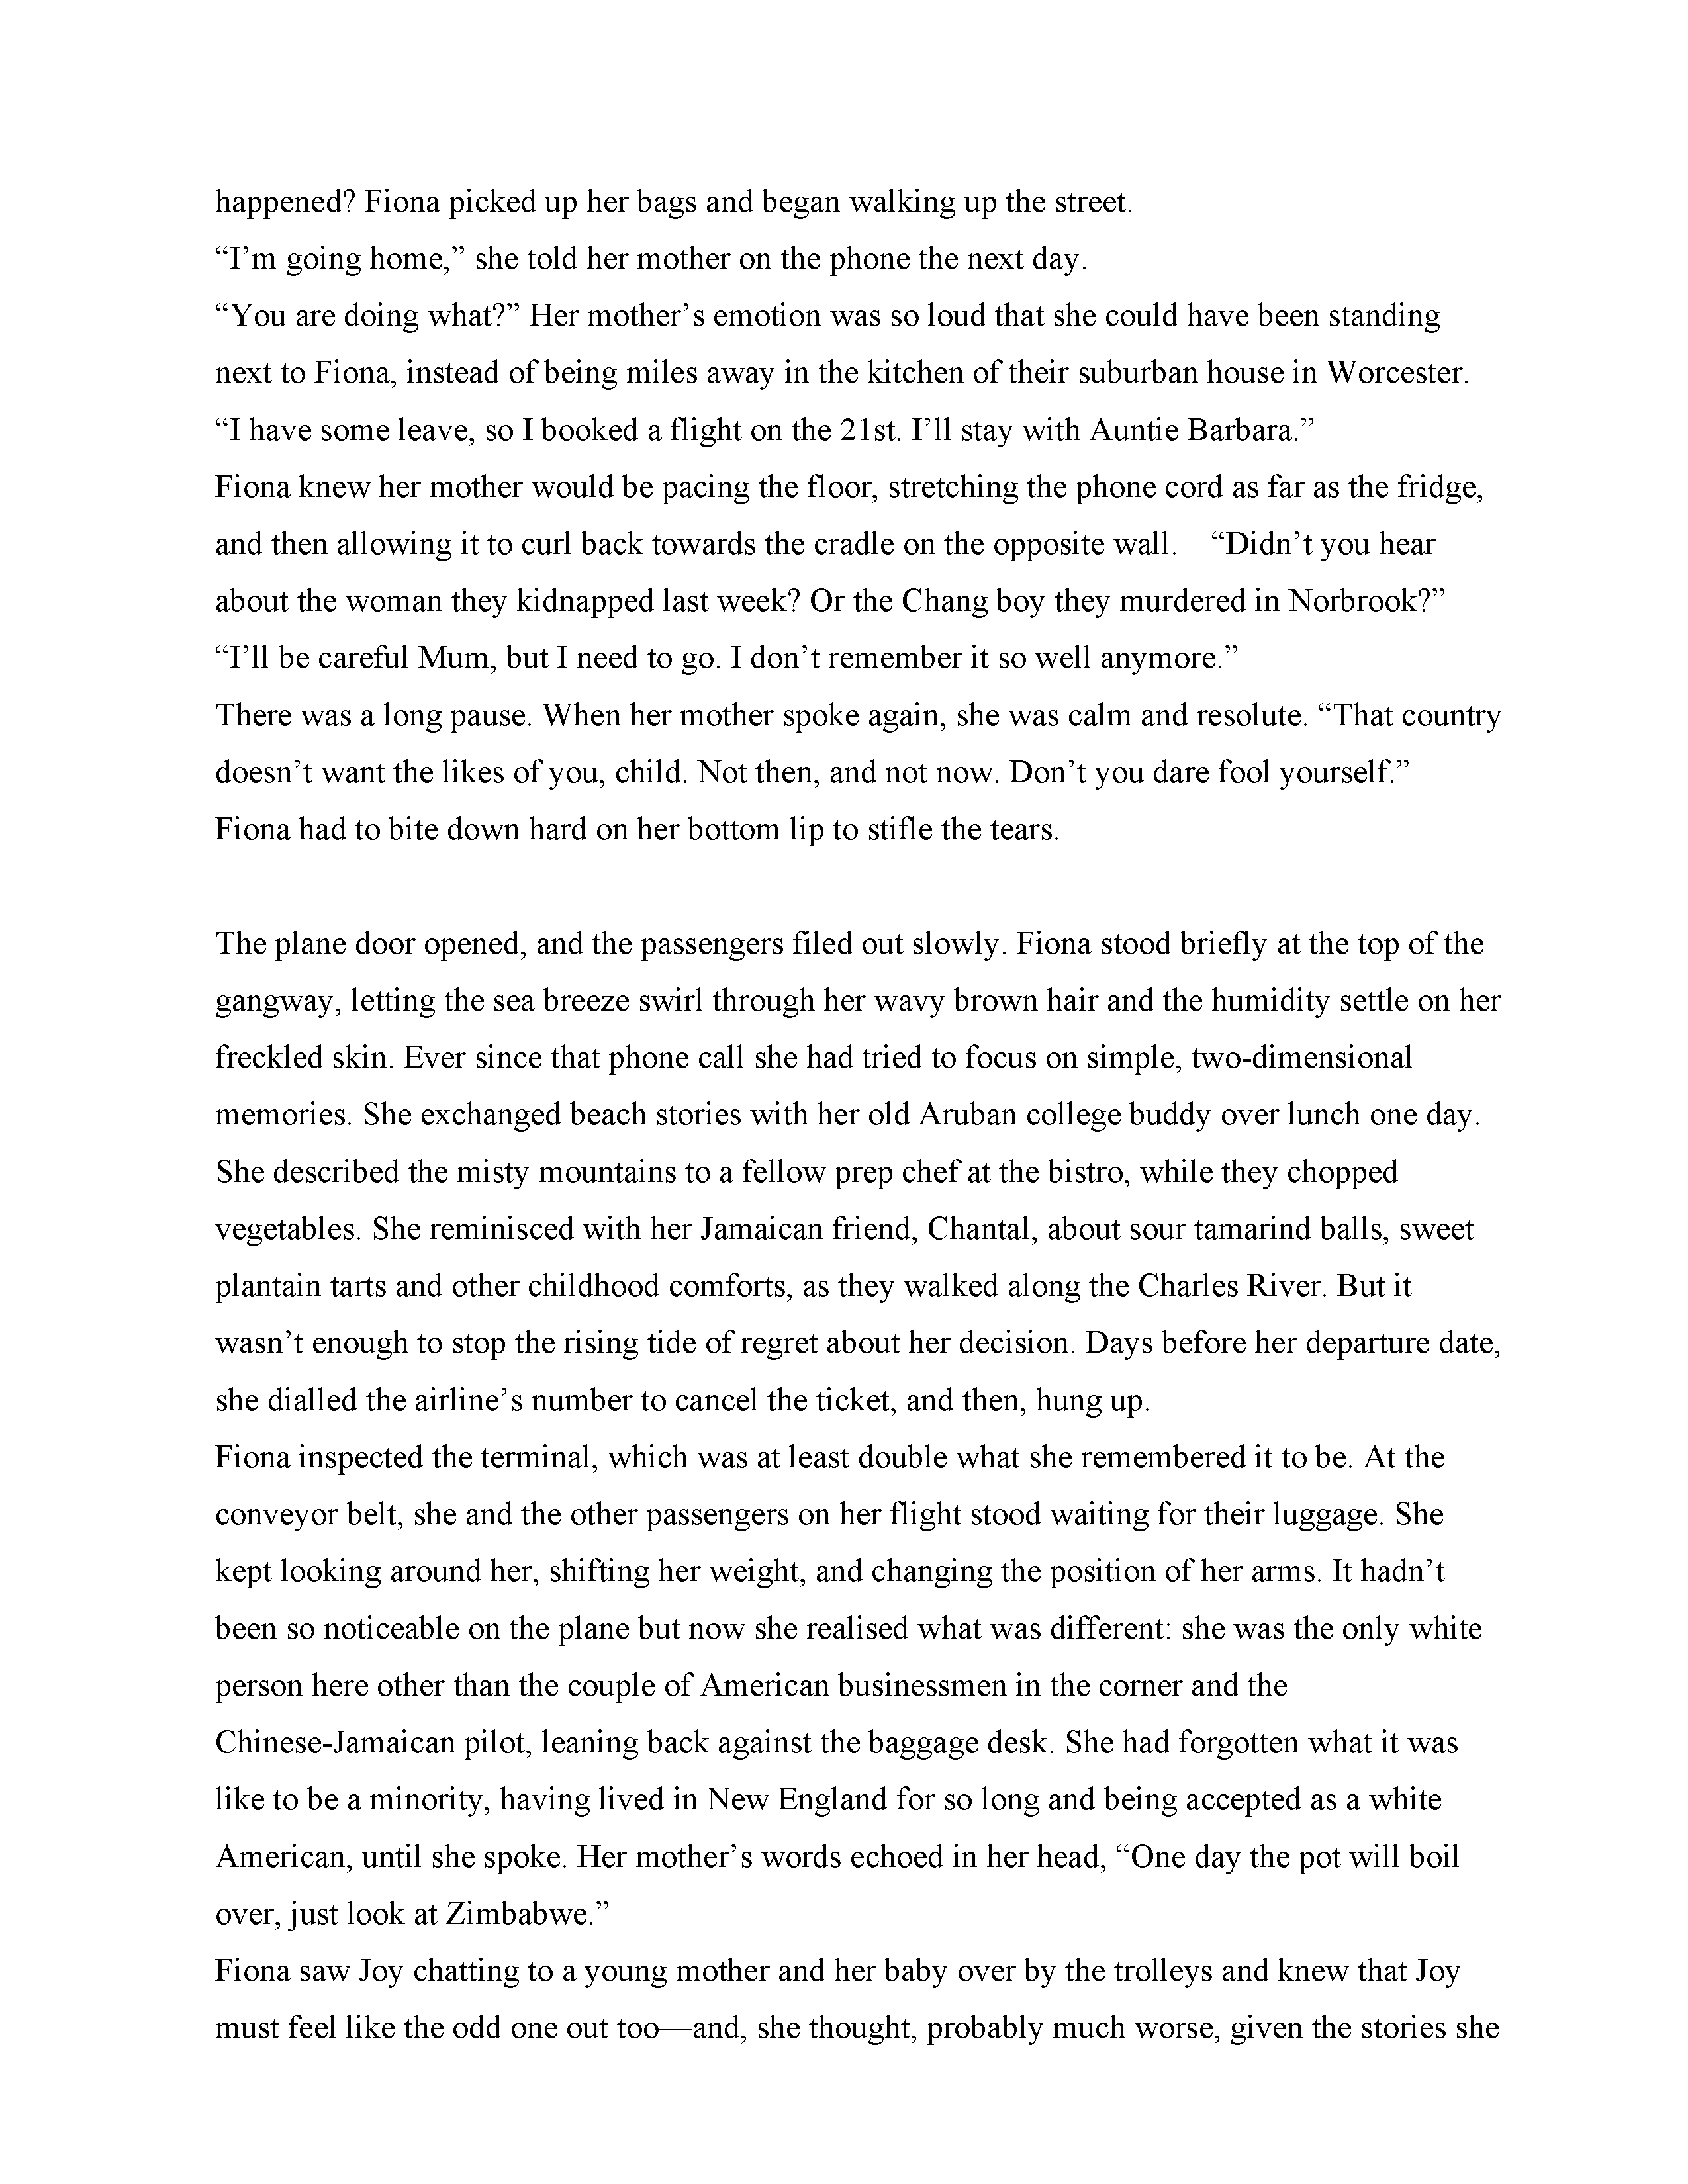 happened? Fiona picked up her bags and began walking up the street.
“I’m going home,” she told her mother on the phone the next day.
“You are doing what?” Her mother’s emotion was so loud that she could have been standing
next to Fiona, instead of being miles away in the kitchen of their suburban house in Worcester.
“I have some leave, so I booked a flight on the 21st. I’ll stay with Auntie Barbara.”
Fiona knew her mother would be pacing the floor, stretching the phone cord as far as the fridge,
and then allowing it to curl back towards the cradle on the opposite wall. “Didn’t you hear
about the woman they kidnapped last week? Or the Chang boy they murdered in Norbrook?”
“I’ll be careful Mum, but I need to go. I don’t remember it so well anymore.”
There was a long pause. When her mother spoke again, she was calm and resolute. “That country
doesn’t want the likes of you, child. Not then, and not now. Don’t you dare fool yourself.”
Fiona had to bite down hard on her bottom lip to stifle the tears.

The plane door opened, and the passengers filed out slowly. Fiona stood briefly at the top of the
gangway, letting the sea breeze swirl through her wavy brown hair and the humidity settle on her
freckled skin. Ever since that phone call she had tried to focus on simple, two-dimensional
memories. She exchanged beach stories with her old Aruban college buddy over lunch one day.
She described the misty mountains to a fellow prep chef at the bistro, while they chopped
vegetables. She reminisced with her Jamaican friend, Chantal, about sour tamarind balls, sweet
plantain tarts and other childhood comforts, as they walked along the Charles River. But it
wasn’t enough to stop the rising tide of regret about her decision. Days before her departure date,
she dialled the airline’s number to cancel the ticket, and then, hung up.
Fiona inspected the terminal, which was at least double what she remembered it to be. At the
conveyor belt, she and the other passengers on her flight stood waiting for their luggage. She
kept looking around her, shifting her weight, and changing the position of her arms. It hadn’t
been so noticeable on the plane but now she realised what was different: she was the only white
person here other than the couple of American businessmen in the corner and the
Chinese-Jamaican pilot, leaning back against the baggage desk. She had forgotten what it was
like to be a minority, having lived in New England for so long and being accepted as a white
American, until she spoke. Her mother’s words echoed in her head, “One day the pot will boil
over, just look at Zimbabwe.”
Fiona saw Joy chatting to a young mother and her baby over by the trolleys and knew that Joy
must feel like the odd one out too—and, she thought, probably much worse, given the stories she